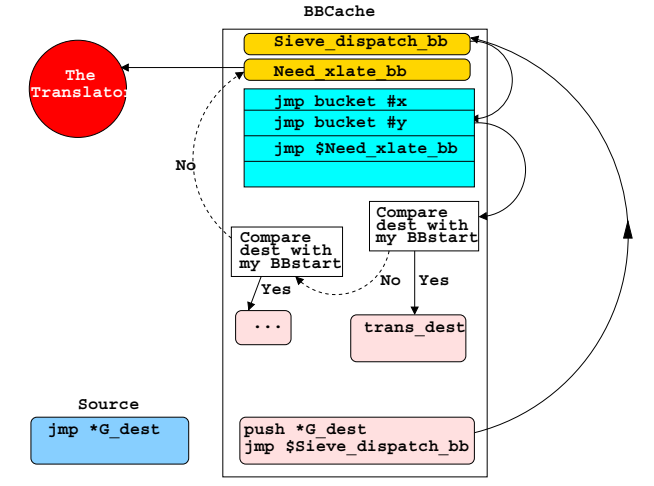 BBCache
Sieve_dispatch_bb
Need_xlate_bb
The
Translator
jmp bucket #x
jmp bucket #y
jmp $Need_xlate_bb
No
Compare
dest with
my BBstart
Compare
dest with
my BBstart
No
Yes
Yes
...
trans_dest
Source
jmp *G_dest
push *G_dest
jmp $Sieve_dispatch_bb